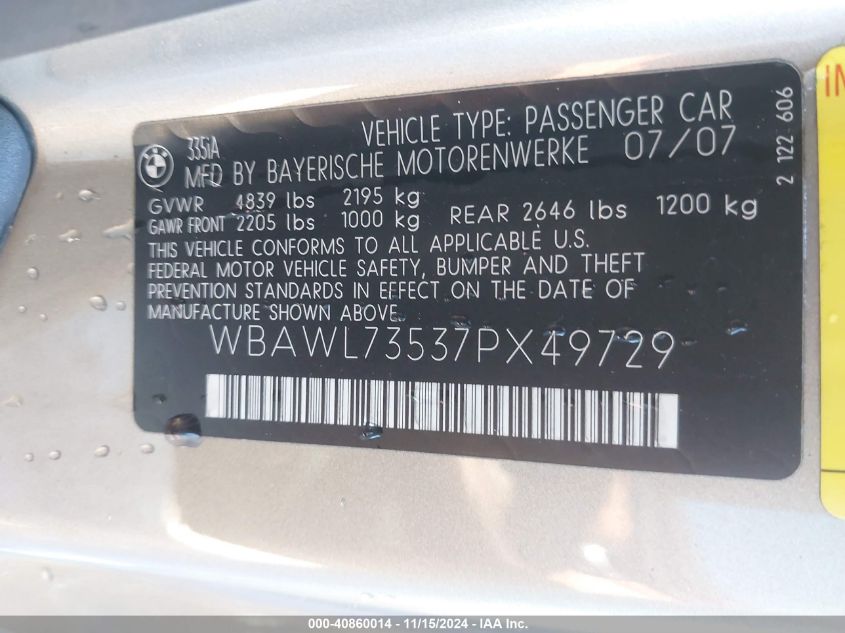 BMW
335iA
VEHICLE TYPE: PASSENGER CAR
MFD BY BAYERISCHE MOTORENWERKE 07/07
GVWR 4839 lbs 2195 kg
GAWR FRONT 2205 lbs 1000 kg REAR 2646 lbs 1200 kg
THIS VEHICLE CONFORMS TO ALL APPLICABLE U.S.
FEDERAL MOTOR VEHICLE SAFETY, BUMPER AND THEFT
PREVENTION STANDARDS IN EFFECT ON THE DATE OF
MANUFACTURE SHOWN ABOVE.
WBAWL73537PX49729
2 122 606
000-40860014 - 11/15/2024 - IAA Inc.